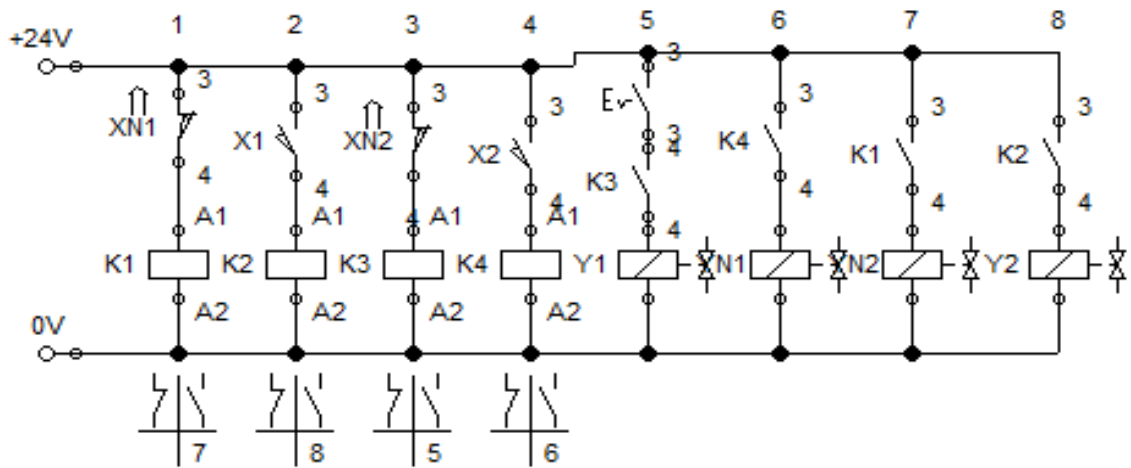 1 2 3 4 5 6 7 8
+24V
3 3 3 3 3 3 3 3
XN1 X1 XN2 X2 E K4 K1 K2
3
4
4 4 4 4 4 4
K3
A1 A1 4 A1 4 A1 4
K1 K2 K3 K4 Y1 N1 N2 Y2
A2 A2 A2 A2
0V
7 8 5 6